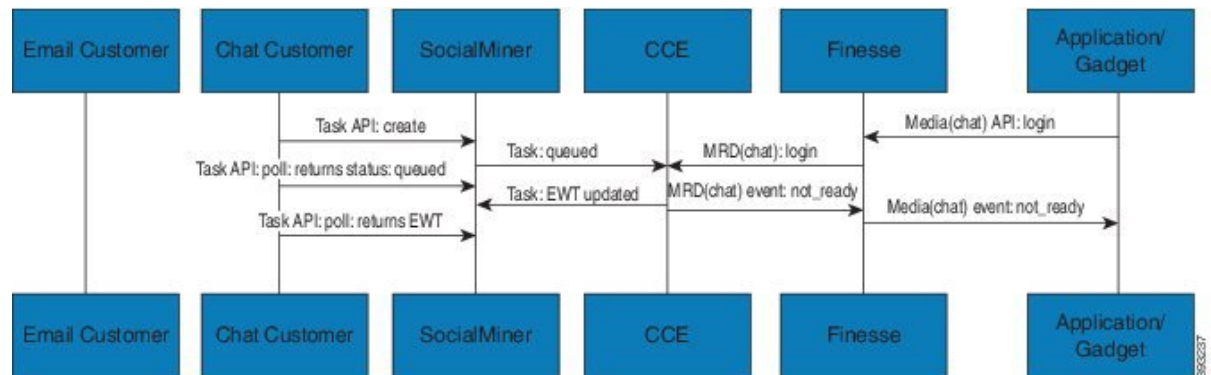 Email Customer
Chat Customer
SocialMiner
CCE
Finesse
Application/
Gadget
Task API: create
Media(chat) API: login
Task: queued
MRD(chat): login
Task API: poll: returns status: queued
Task: EWT updated
MRD(chat) event: not_ready
Media(chat) event: not_ready
Task API: poll: returns EWT
Email Customer
Chat Customer
SocialMiner
CCE
Finesse
Application/
Gadget
393237